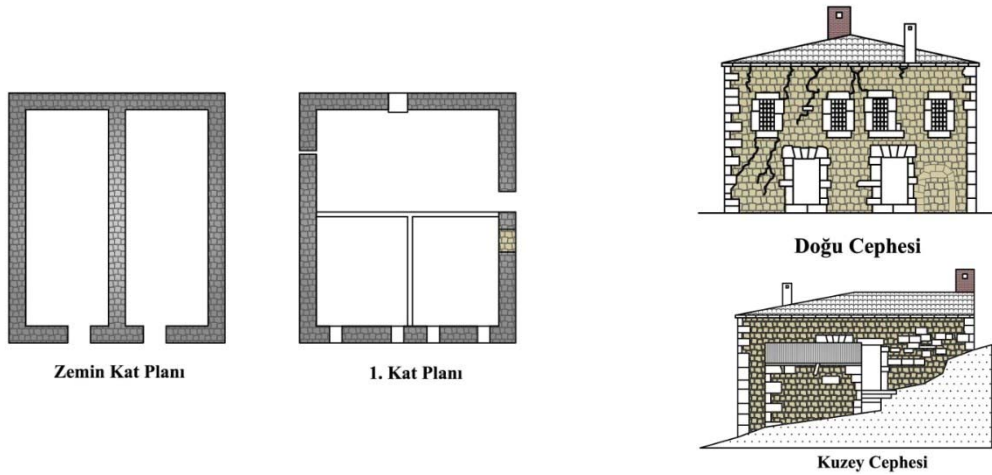 Zemin Kat Planı
1. Kat Planı
Doğu Cephesi
Kuzey Cephesi